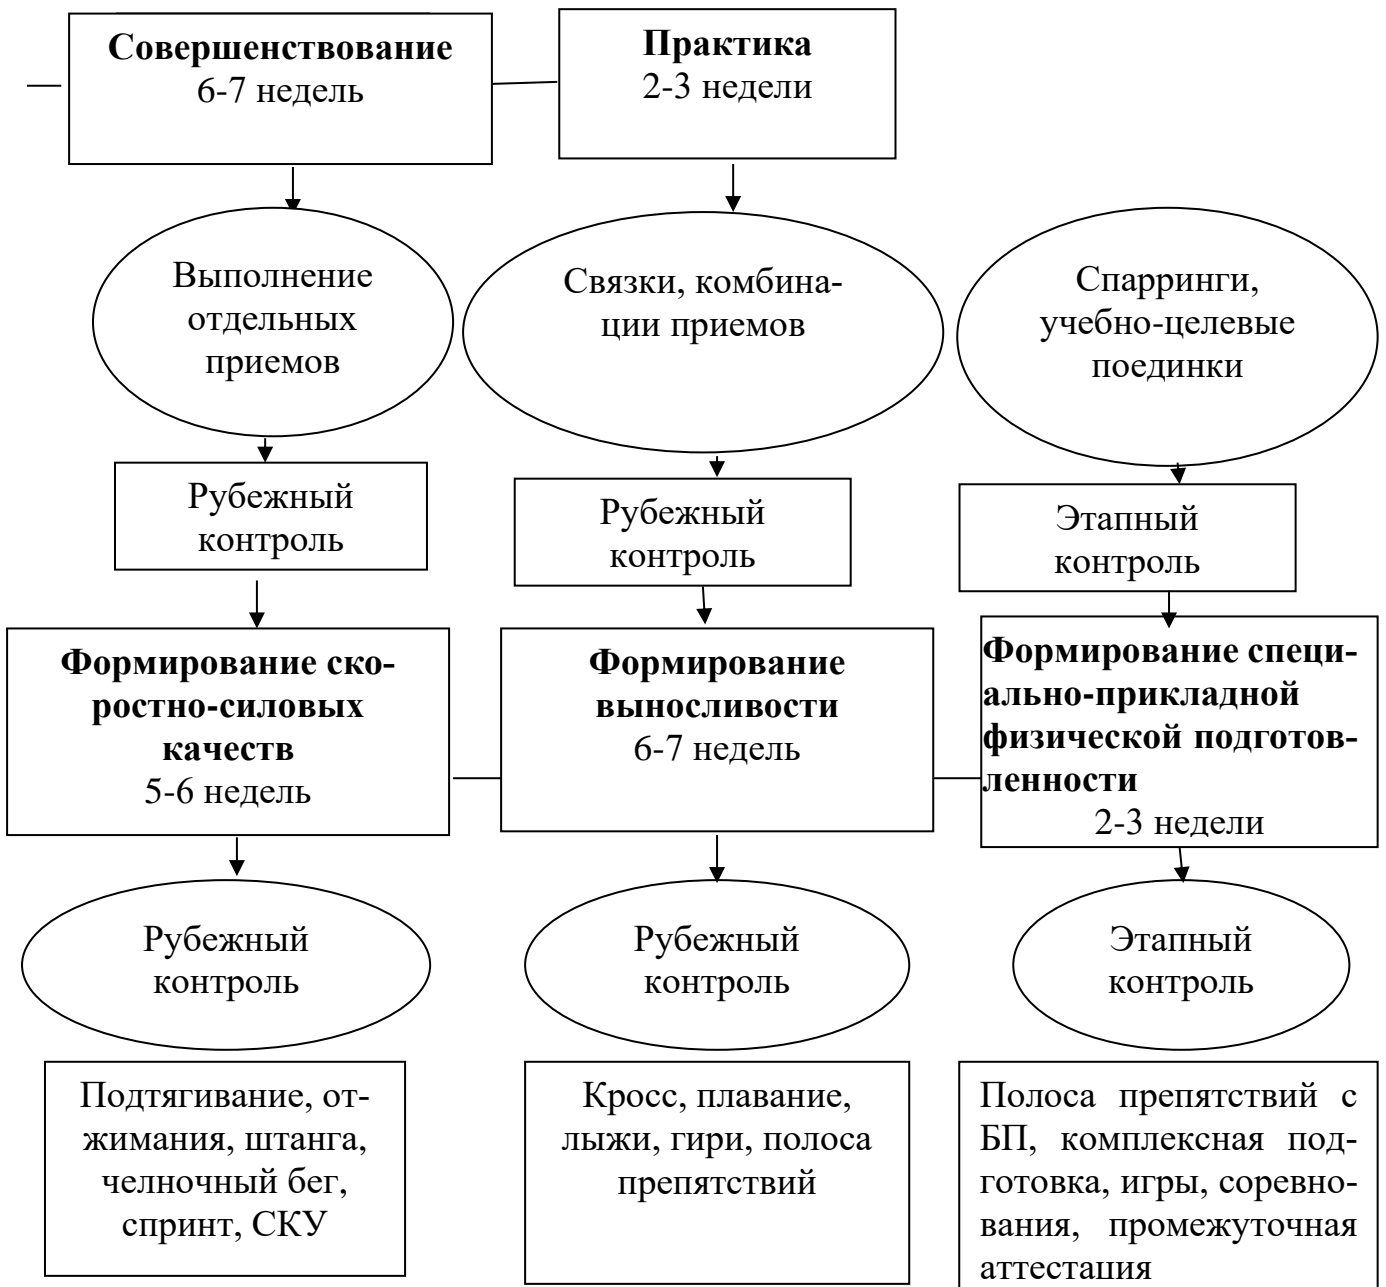 Совершенствование
6-7 недель
Практика
2-3 недели
Выполнение
отдельных
приемов
Связки, комбина-
ции приемов
Спарринги,
учебно-целевые
поединки
Рубежный
контроль
Рубежный
контроль
Этапный
контроль
Формирование ско-
ростно-силовых
качеств
5-6 недель
Формирование
выносливости
6-7 недель
Формирование специ-
ально-прикладной
физической подготов-
ленности
2-3 недели
Рубежный
контроль
Рубежный
контроль
Этапный
контроль
Подтягивание, от-
жимания, штанга,
челночный бег,
спринт, СКУ
Кросс, плавание,
лыжи, гири, полоса
препятствий
Полоса препятствий с
БП, комплексная под-
готовка, игры, соревно-
вания, промежуточная
аттестация